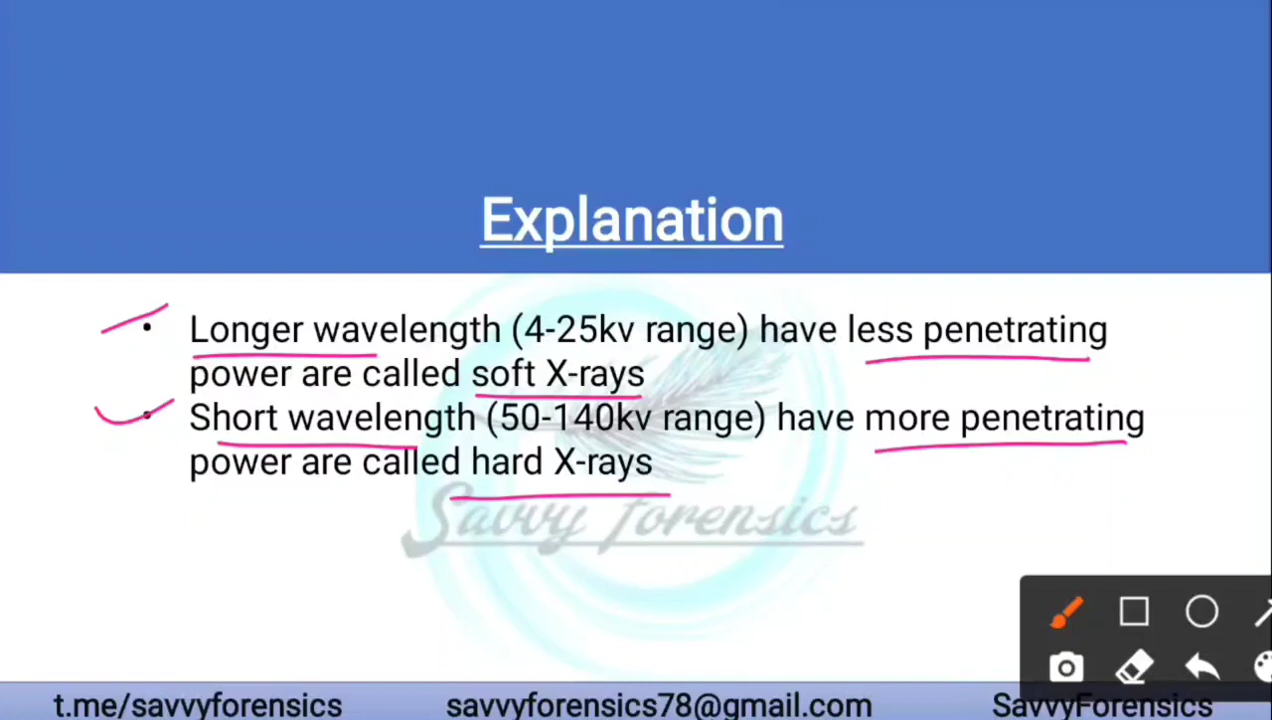 Explanation
• Longer wavelength (4-25kv range) have less penetrating
power are called soft X-rays
• Short wavelength (50-140kv range) have more penetrating
power are called hard X-rays
Savvy forensics
t.me/savvyforensics
savvyforensics78@gmail.com
SavvyForensics